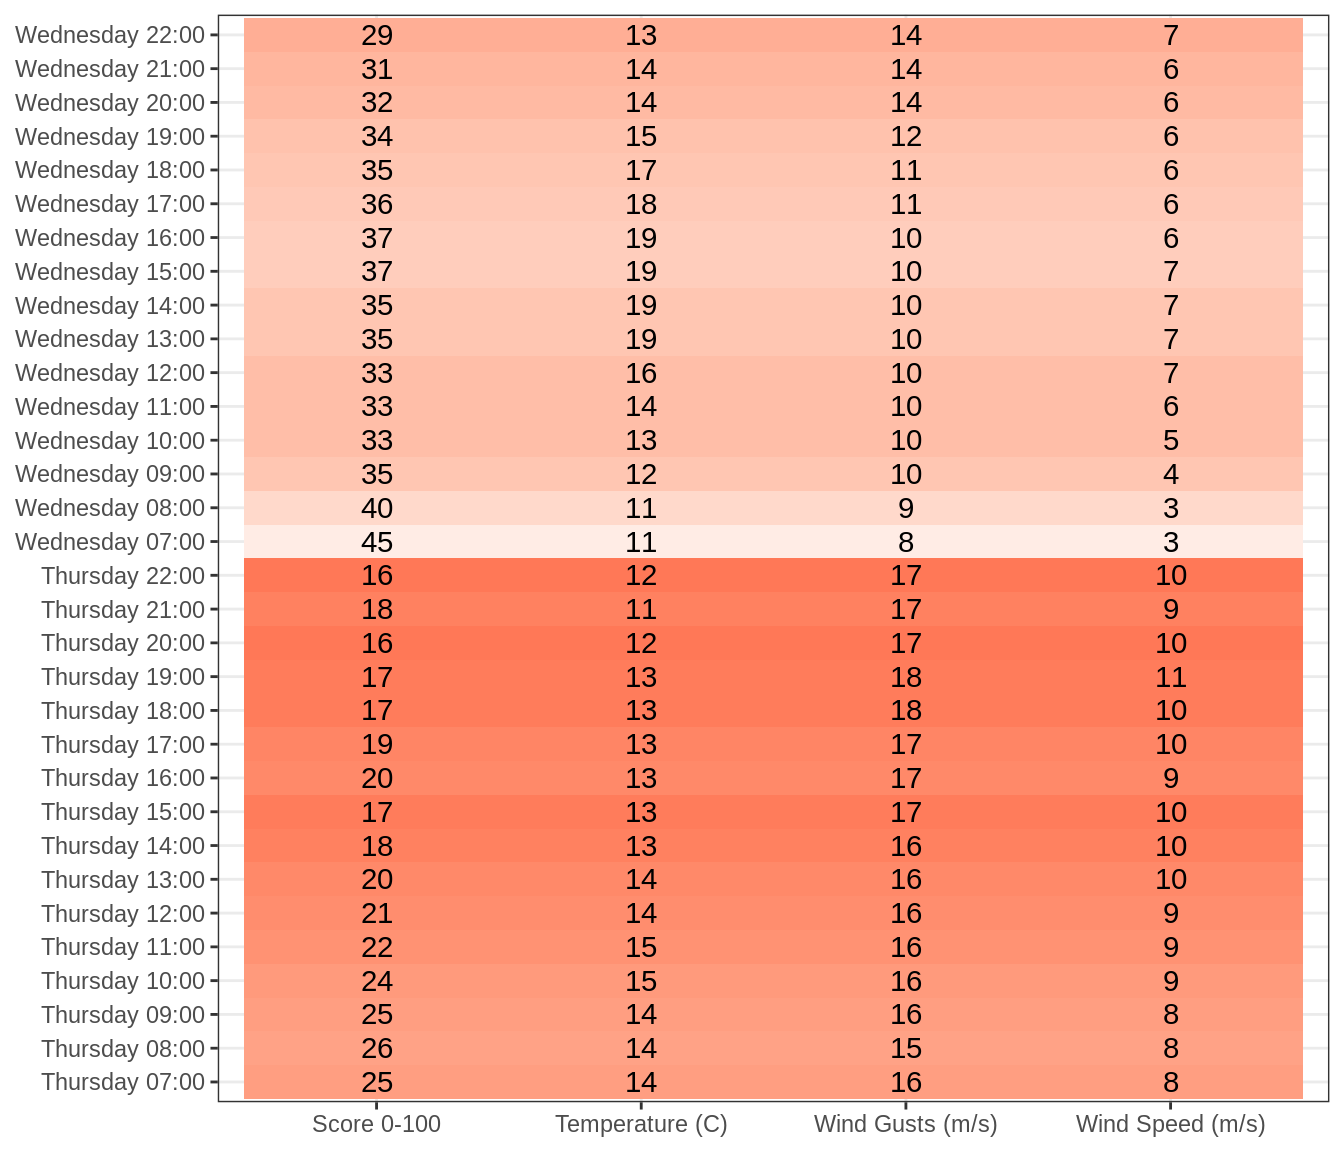 Wednesday 22:00 29 13 14 7
Wednesday 21:00 31 14 14 6
Wednesday 20:00 32 14 14 6
Wednesday 19:00 34 15 12 6
Wednesday 18:00 35 17 11 6
Wednesday 17:00 36 18 11 6
Wednesday 16:00 37 19 10 6
Wednesday 15:00 37 19 10 7
Wednesday 14:00 35 19 10 7
Wednesday 13:00 35 19 10 7
Wednesday 12:00 33 16 10 7
Wednesday 11:00 33 14 10 6
Wednesday 10:00 33 13 10 5
Wednesday 09:00 35 12 10 4
Wednesday 08:00 40 11 9 3
Wednesday 07:00 45 11 8 3
Thursday 22:00 16 12 17 10
Thursday 21:00 18 11 17 9
Thursday 20:00 16 12 17 10
Thursday 19:00 17 13 18 11
Thursday 18:00 17 13 18 10
Thursday 17:00 19 13 17 10
Thursday 16:00 20 13 17 9
Thursday 15:00 17 13 17 10
Thursday 14:00 18 13 16 10
Thursday 13:00 20 14 16 10
Thursday 12:00 21 14 16 9
Thursday 11:00 22 15 16 9
Thursday 10:00 24 15 16 9
Thursday 09:00 25 14 16 8
Thursday 08:00 26 14 15 8
Thursday 07:00 25 14 16 8
Score 0-100 Temperature (C) Wind Gusts (m/s) Wind Speed (m/s)